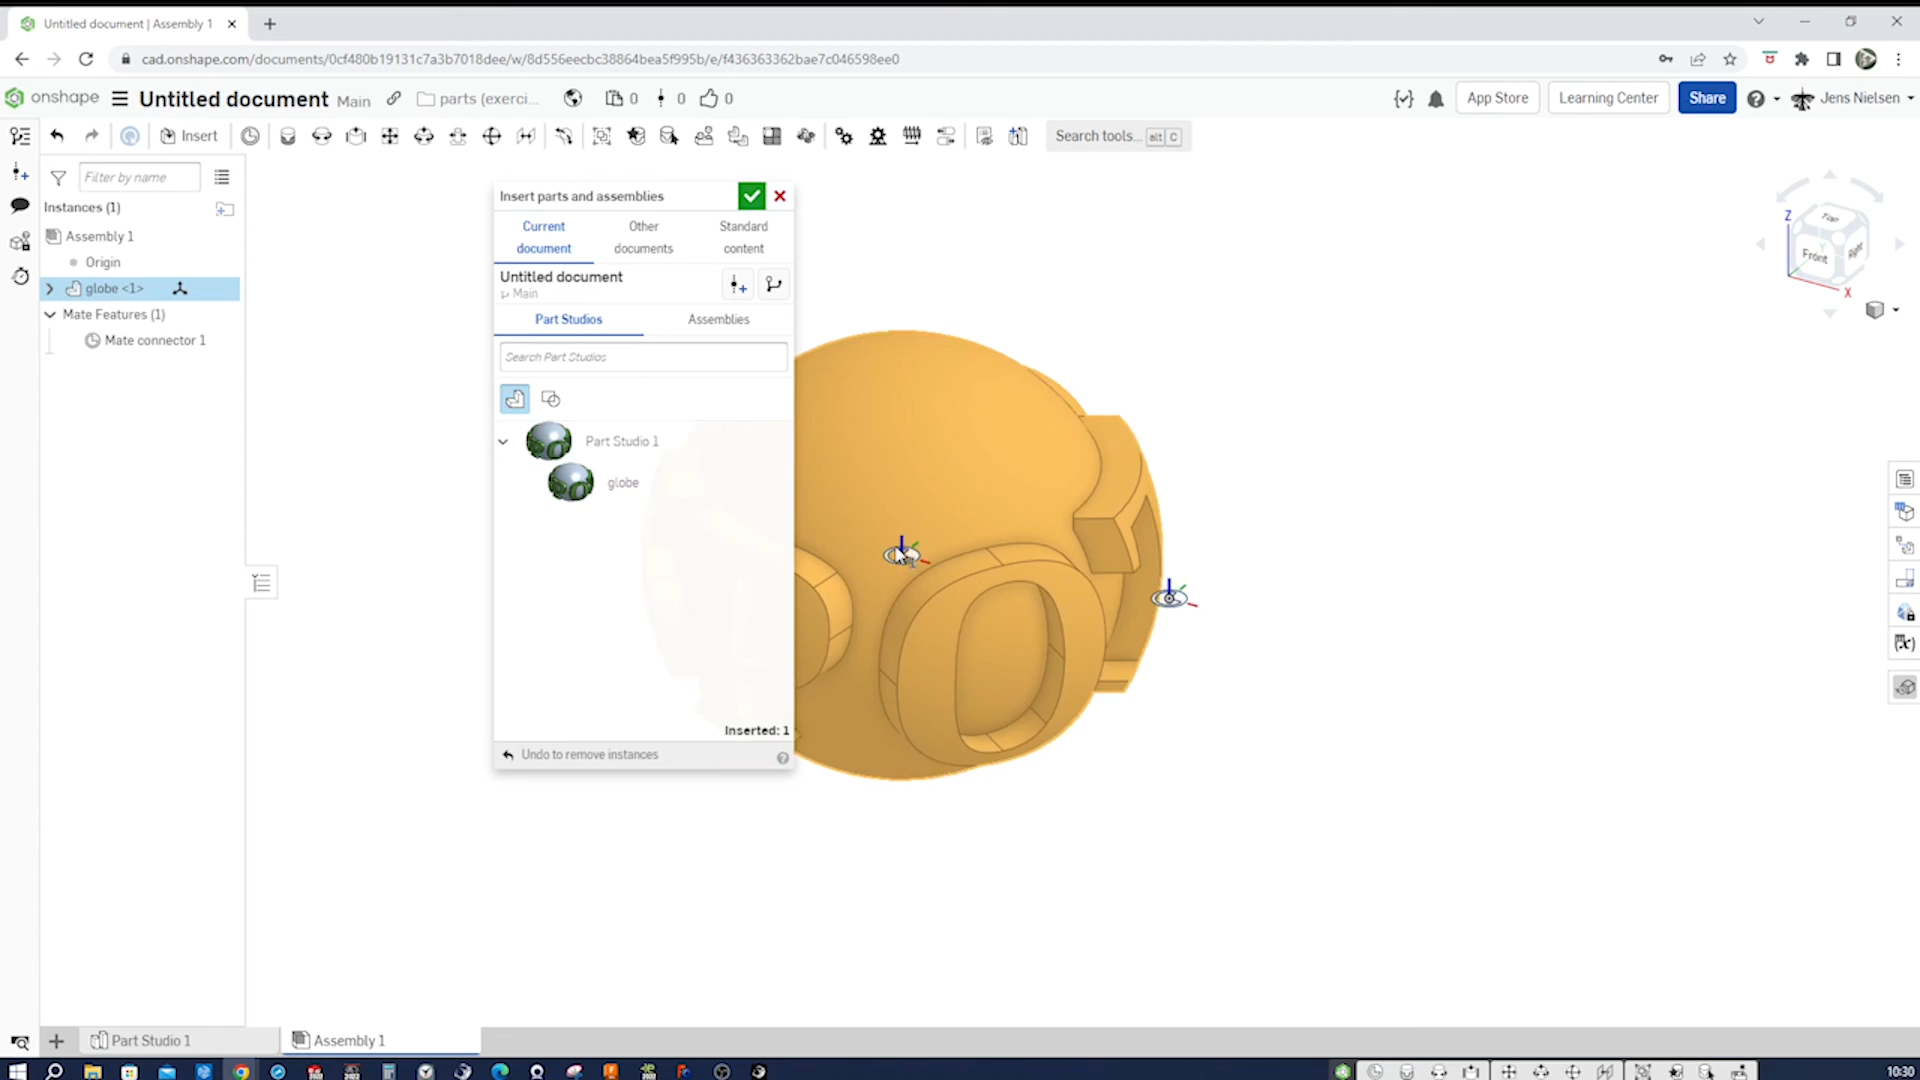 Untitled document | Assembly 1
cad.onshape.com/documents/0cf480b19131c7a3b7018dee/w/8d556eecbc38864bea5f995b/e/f436363362bae7c046598ee0
onshape
Untitled document Main
parts (exerci...
0
0
0
App Store
Learning Center
Share
Jens Nielsen
Insert
Search tools... alt C
Filter by name
Instances (1)
Assembly 1
Origin
globe <1>
Mate Features (1)
Mate connector 1
Insert parts and assemblies
Current document
Other documents
Standard content
Untitled document
Main
Part Studios
Assemblies
Search Part Studios
Part Studio 1
globe
Inserted: 1
Undo to remove instances
Z
Top
Y
Front
Right
X
(x)
Part Studio 1
Assembly 1
10:30